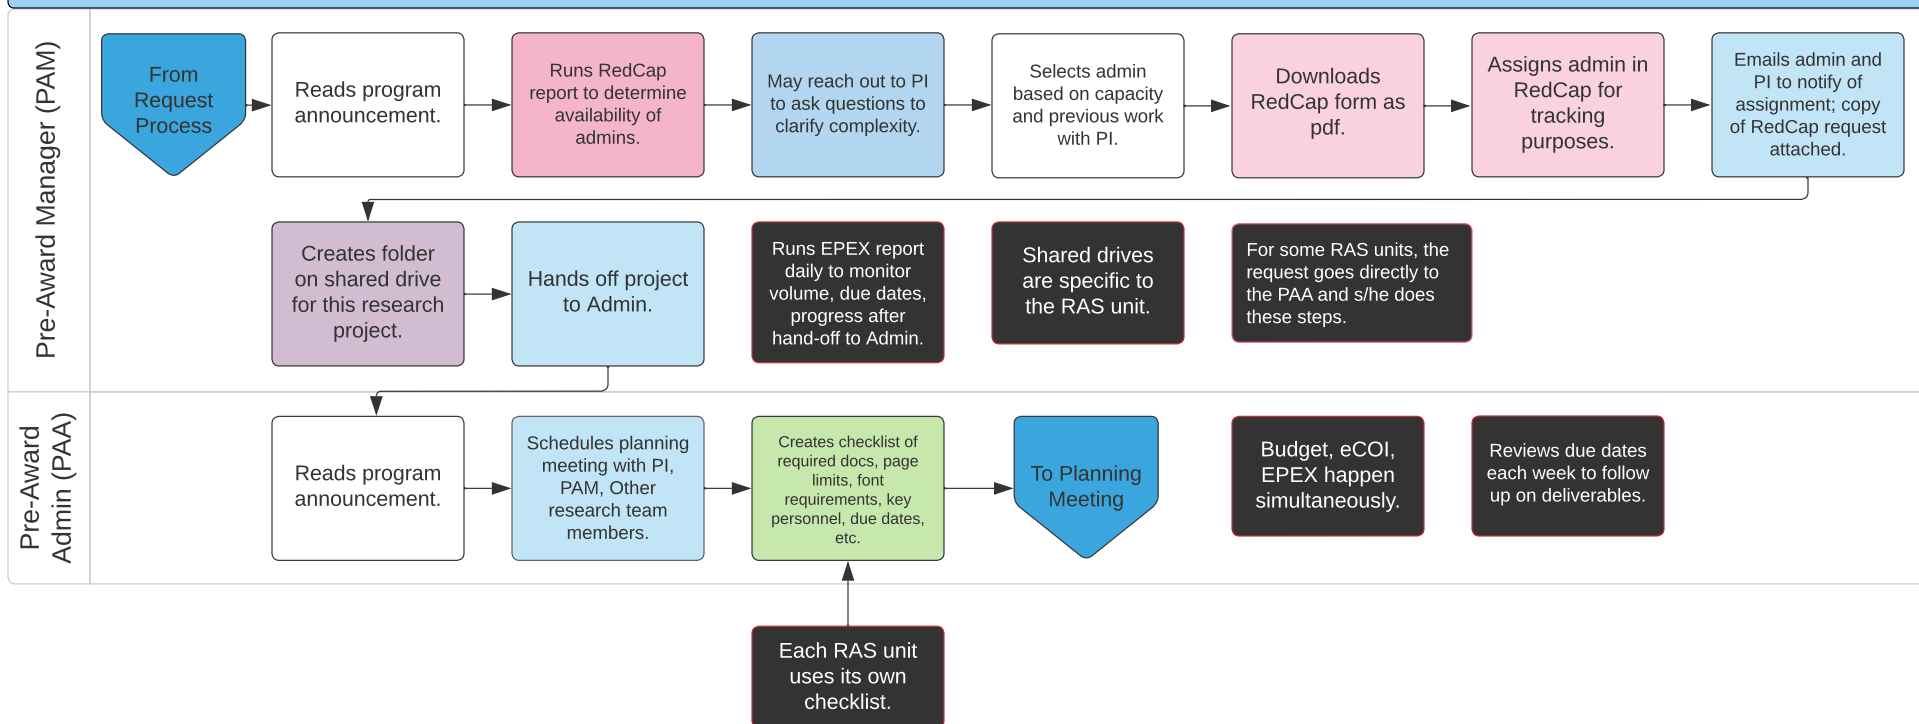 Pre-Award Manager (PAM)
From
Request
Process
Reads program
announcement.
Runs RedCap
report to determine
availability of
admins.
May reach out to PI
to ask questions to
clarify complexity.
Selects admin
based on capacity
and previous work
with PI.
Downloads
RedCap form as
pdf.
Assigns admin in
RedCap for
tracking
purposes.
Emails admin and
PI to notify of
assignment; copy
of RedCap request
attached.
Creates folder
on shared drive
for this research
project.
Hands off project
to Admin.
Runs EPEX report
daily to monitor
volume, due dates,
progress after
hand-off to Admin.
Shared drives
are specific to
the RAS unit.
For some RAS units, the
request goes directly to
the PAA and s/he does
these steps.
Pre-Award
Admin (PAA)
Reads program
announcement.
Schedules planning
meeting with PI,
PAM, Other
research team
members.
Creates checklist of
required docs, page
limits, font
requirements, key
personnel, due dates,
etc.
To Planning
Meeting
Budget, eCOI,
EPEX happen
simultaneously.
Reviews due dates
each week to follow
up on deliverables.
Each RAS unit
uses its own
checklist.